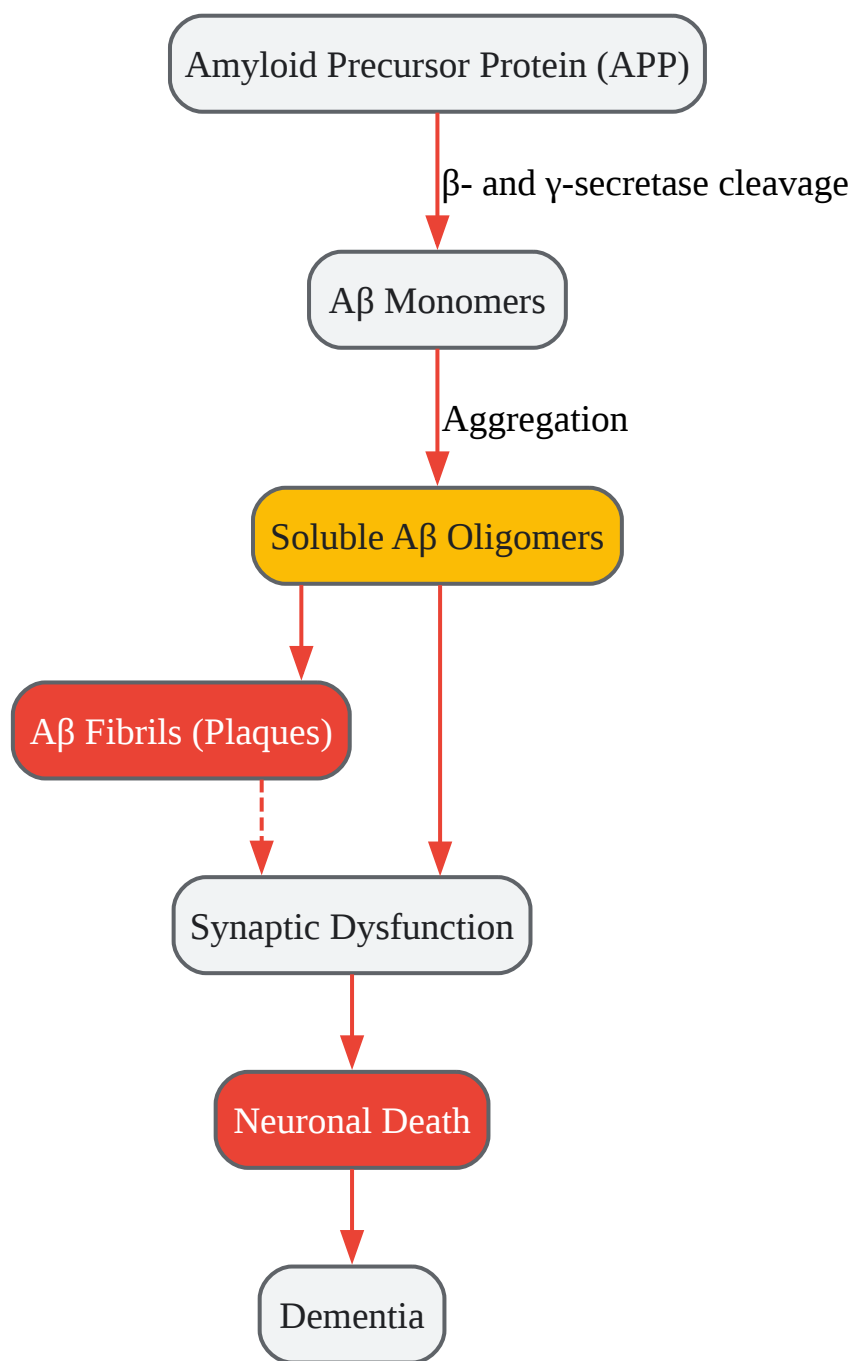 Amyloid Precursor Protein (APP)
β- and γ-secretase cleavage
Aβ Monomers
Aggregation
Soluble Aβ Oligomers
Aβ Fibrils (Plaques)
Synaptic Dysfunction
Neuronal Death
Dementia